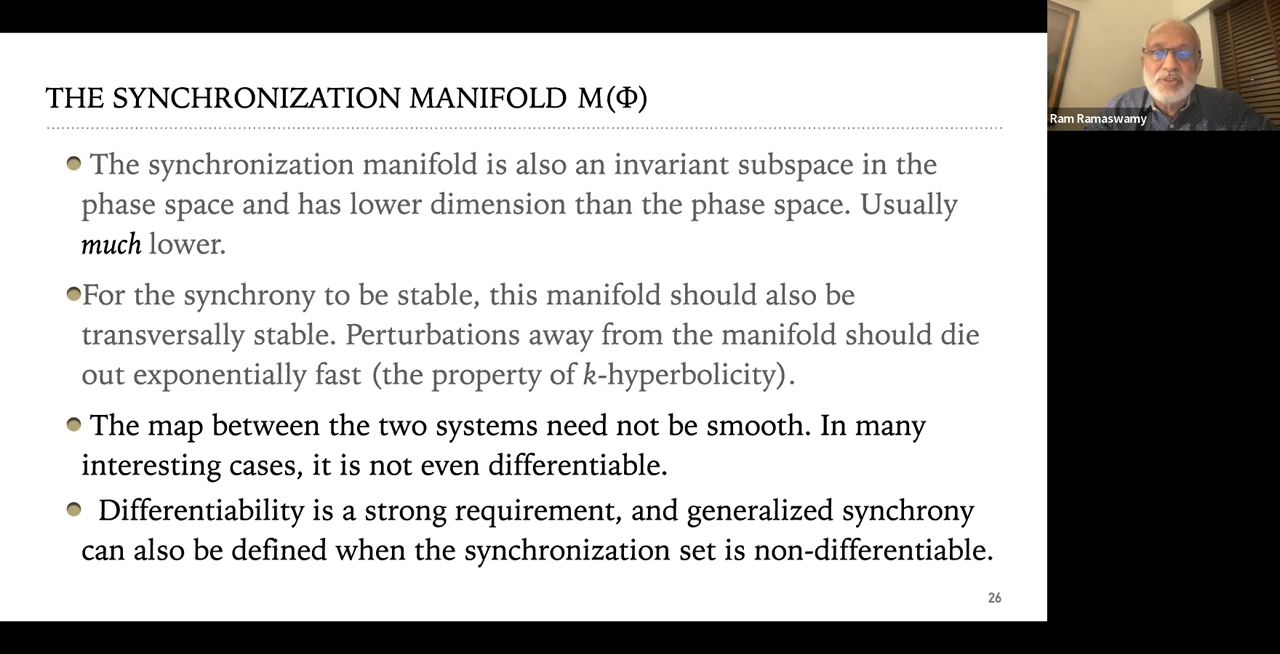 THE SYNCHRONIZATION MANIFOLD M(Φ)
The synchronization manifold is also an invariant subspace in the
phase space and has lower dimension than the phase space. Usually
much lower.
For the synchrony to be stable, this manifold should also be
transversally stable. Perturbations away from the manifold should die
out exponentially fast (the property of k-hyperbolicity).
The map between the two systems need not be smooth. In many
interesting cases, it is not even differentiable.
Differentiability is a strong requirement, and generalized synchrony
can also be defined when the synchronization set is non-differentiable.
26
Ram Ramaswamy